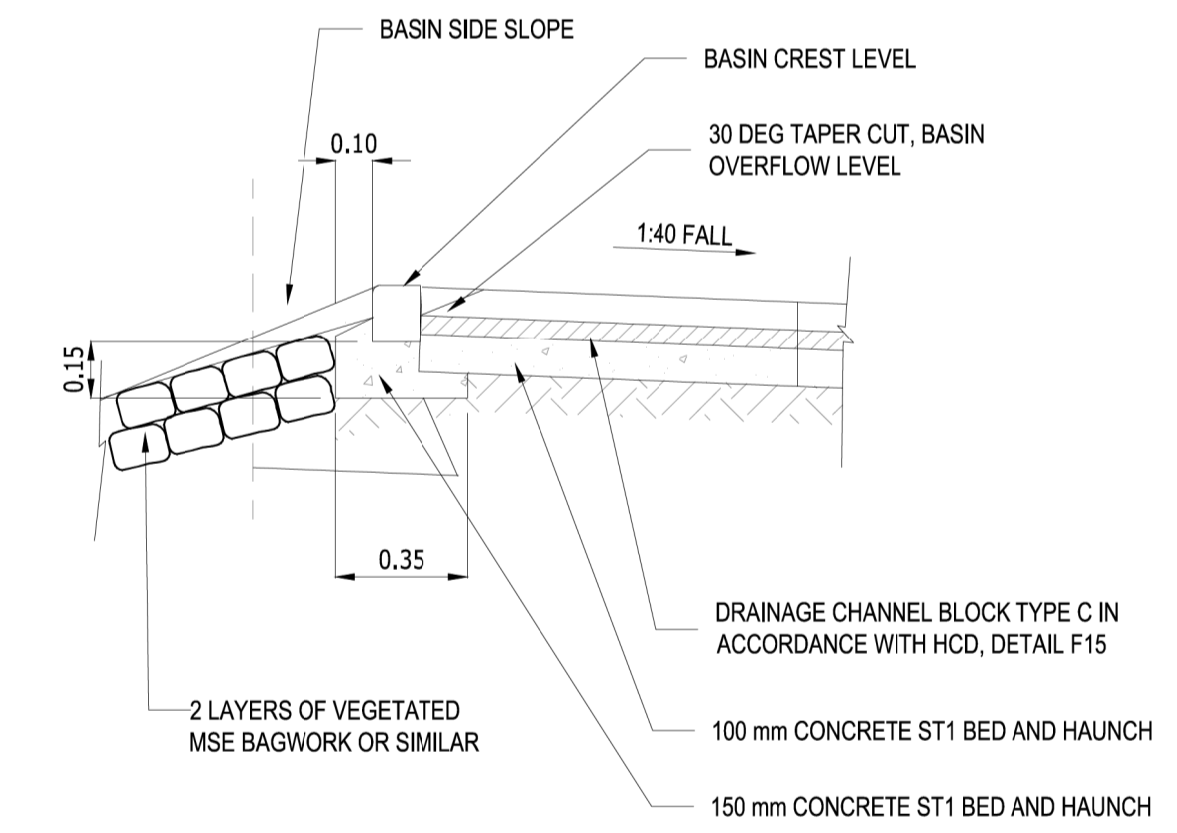 BASIN SIDE SLOPE
BASIN CREST LEVEL
30 DEG TAPER CUT, BASIN
OVERFLOW LEVEL
0.10
1:40 FALL
0.15
0.35
DRAINAGE CHANNEL BLOCK TYPE C IN
ACCORDANCE WITH HCD, DETAIL F15
2 LAYERS OF VEGETATED
MSE BAGWORK OR SIMILAR
100 mm CONCRETE ST1 BED AND HAUNCH
150 mm CONCRETE ST1 BED AND HAUNCH